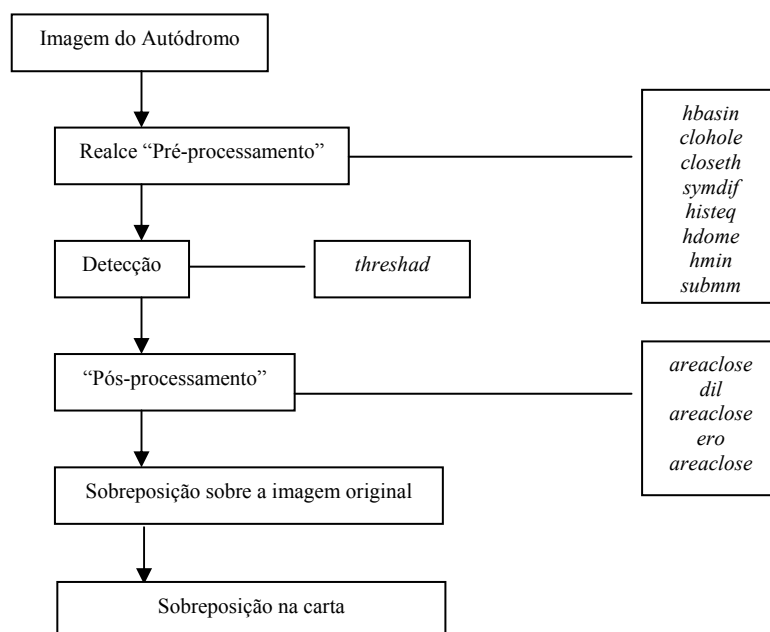 Imagem do Autódromo
Realce “Pré-processamento”
hbasin
clohole
closeth
symdif
histeq
hdome
hmin
submm
Detecção
threshad
“Pós-processamento”
areaclose
dil
areaclose
ero
areaclose
Sobreposição sobre a imagem original
Sobreposição na carta